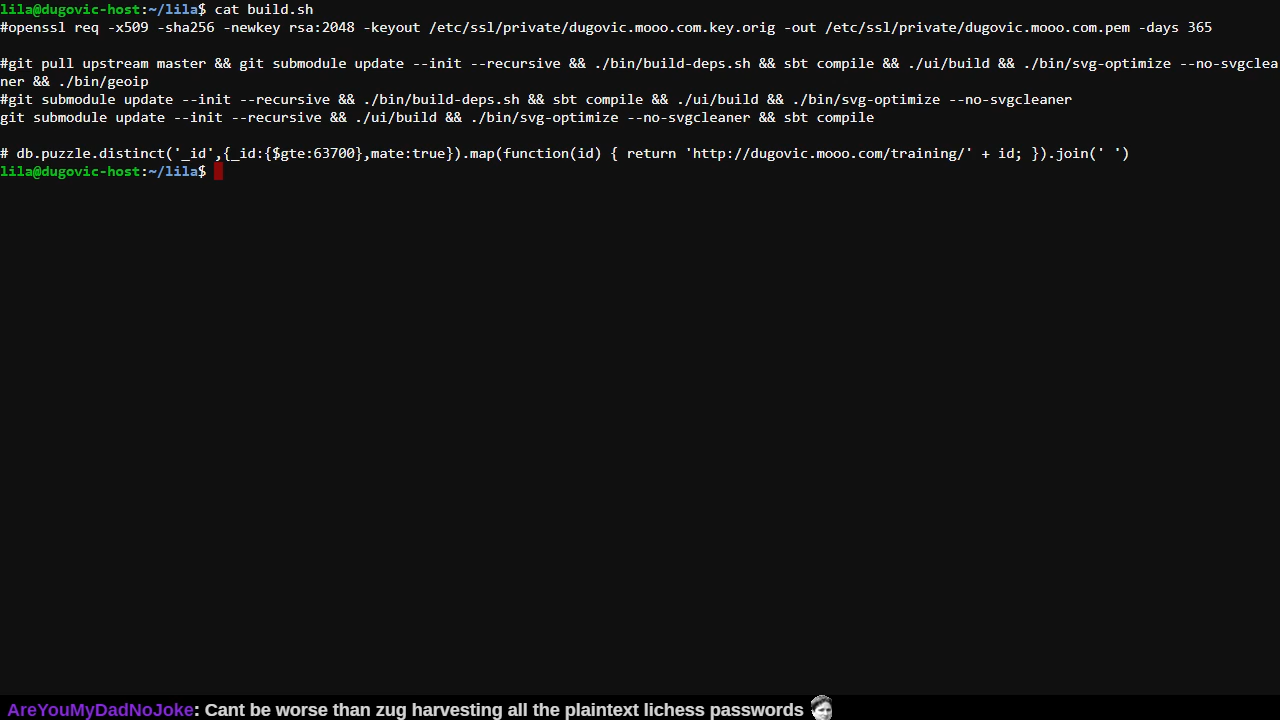 lila@dugovic-host:~/lila$ cat build.sh
#openssl req -x509 -sha256 -newkey rsa:2048 -keyout /etc/ssl/private/dugovic.mooo.com.key.orig -out /etc/ssl/private/dugovic.mooo.com.pem -days 365
#git pull upstream master && git submodule update --init --recursive && ./bin/build-deps.sh && sbt compile && ./ui/build && ./bin/svg-optimize --no-svgclea
ner && ./bin/geoip
#git submodule update --init --recursive && ./bin/build-deps.sh && sbt compile && ./ui/build && ./bin/svg-optimize --no-svgcleaner
git submodule update --init --recursive && ./ui/build && ./bin/svg-optimize --no-svgcleaner && sbt compile
# db.puzzle.distinct('_id',{_id:{$gte:63700},mate:true}).map(function(id) { return 'http://dugovic.mooo.com/training/' + id; }).join(' ')
lila@dugovic-host:~/lila$
AreYouMyDadNoJoke: Cant be worse than zug harvesting all the plaintext lichess passwords